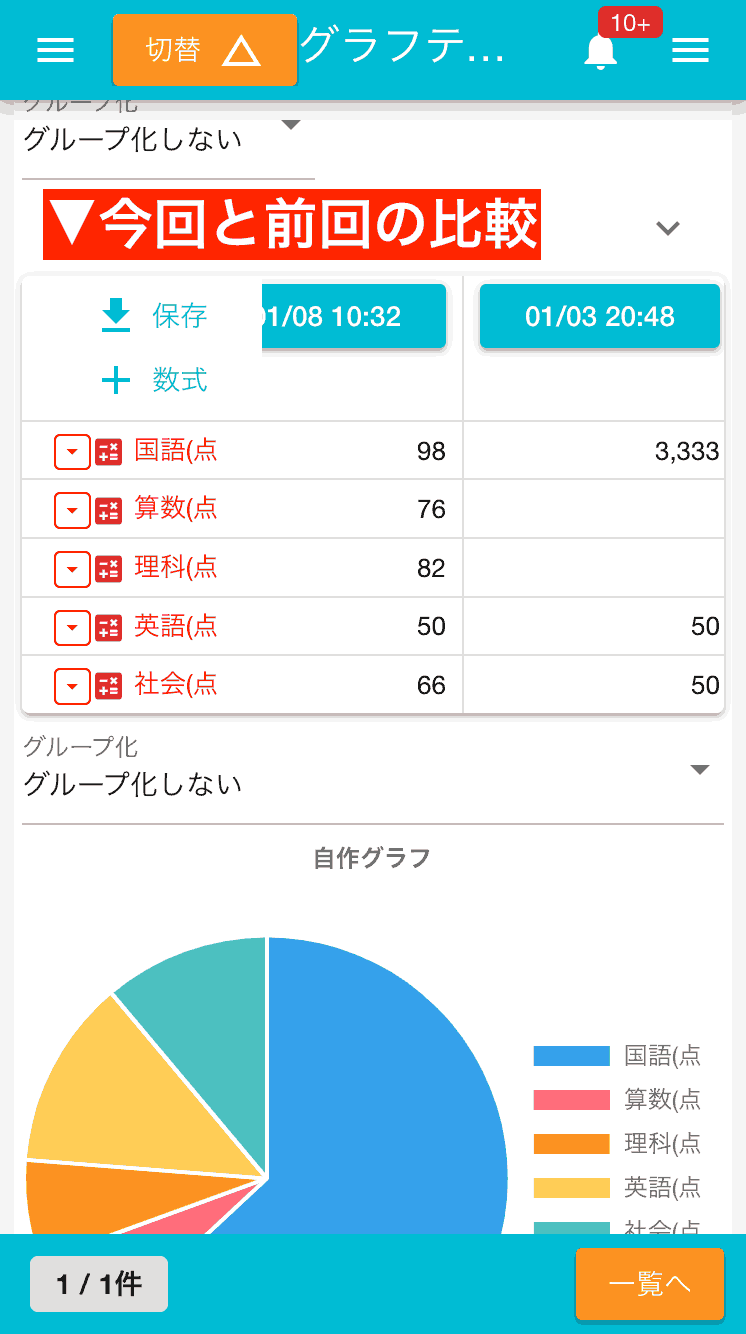 切替
グラフテ…
10+
グループ化
グループ化しない
▼今回と前回の比較
保存
01/08 10:32
01/03 20:48
数式
国語(点
98
3,333
算数(点
76
理科(点
82
英語(点
50
50
社会(点
66
50
グループ化
グループ化しない
自作グラフ
国語(点
算数(点
理科(点
英語(点
社会(点
1 / 1件
一覧へ